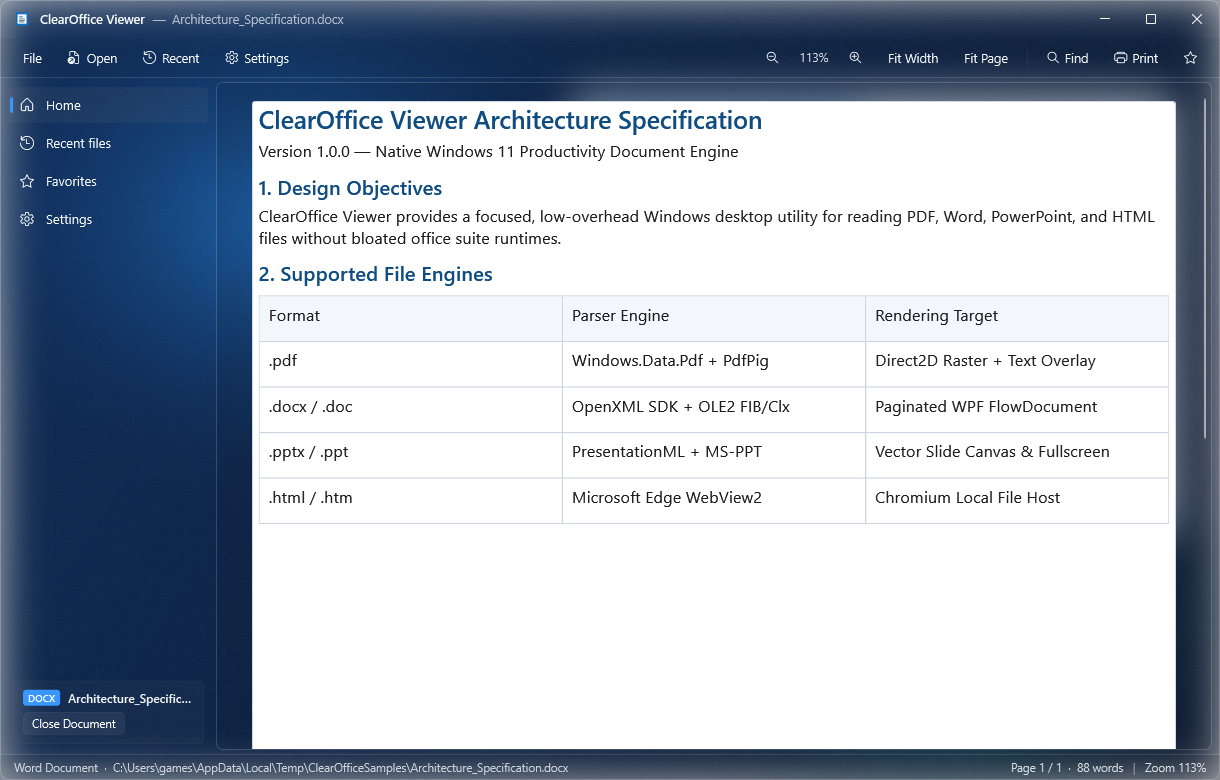 ClearOffice Viewer — Architecture_Specification.docx
File Open Recent Settings 113% Fit Width Fit Page Find Print
Home
Recent files
Favorites
Settings
ClearOffice Viewer Architecture Specification
Version 1.0.0 — Native Windows 11 Productivity Document Engine
1. Design Objectives
ClearOffice Viewer provides a focused, low-overhead Windows desktop utility for reading PDF, Word, PowerPoint, and HTML
files without bloated office suite runtimes.
2. Supported File Engines
Format Parser Engine Rendering Target
.pdf Windows.Data.Pdf + PdfPig Direct2D Raster + Text Overlay
.docx / .doc OpenXML SDK + OLE2 FIB/Clx Paginated WPF FlowDocument
.pptx / .ppt PresentationML + MS-PPT Vector Slide Canvas & Fullscreen
.html / .htm Microsoft Edge WebView2 Chromium Local File Host
DOCX Architecture_Specific...
Close Document
Word Document · C:\Users\games\AppData\Local\Temp\ClearOfficeSamples\Architecture_Specification.docx Page 1 / 1 · 88 words | Zoom 113%